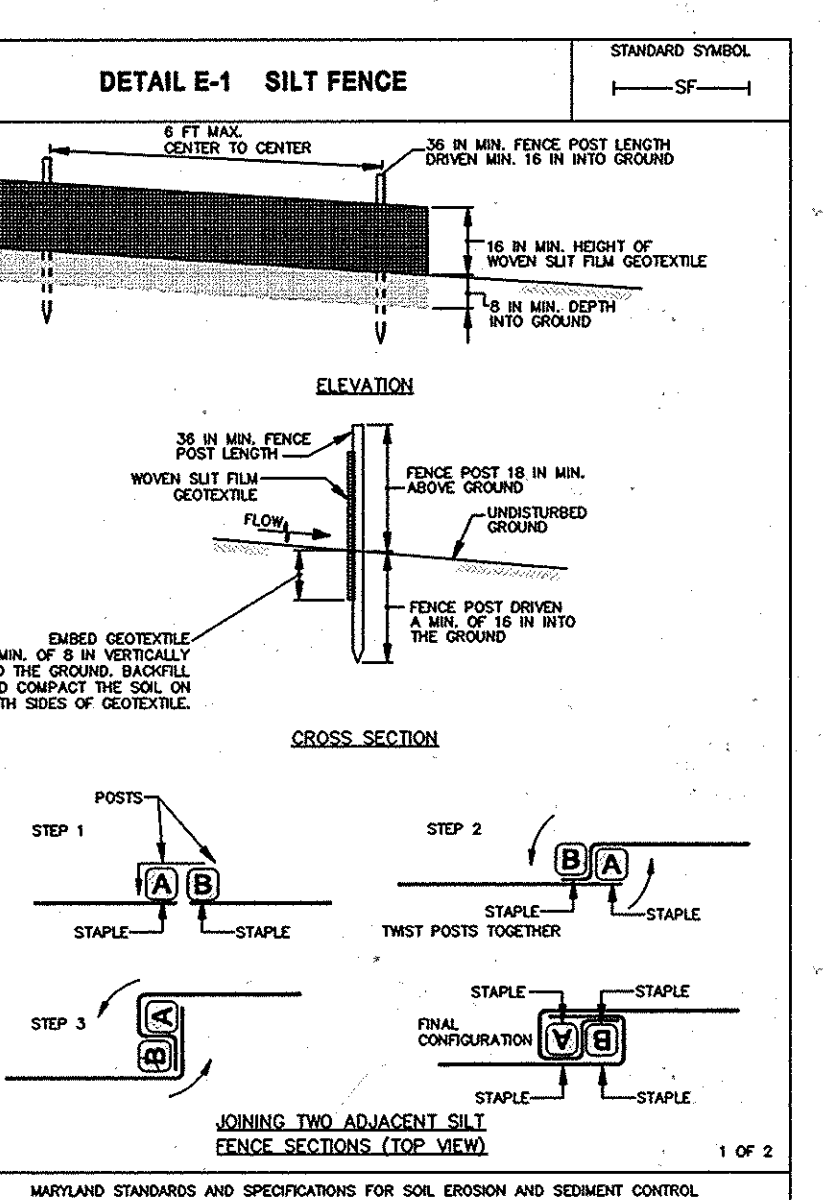 DETAIL E-1 SILT FENCE
STANDARD SYMBOL
SF
6 FT MAX.
CENTER TO CENTER
36 IN MIN. FENCE POST LENGTH
DRIVEN MIN. 16 IN INTO GROUND
16 IN MIN. HEIGHT OF
WOVEN SLIT FILM GEOTEXTILE
8 IN MIN. DEPTH
INTO GROUND
ELEVATION
36 IN MIN. FENCE
POST LENGTH
WOVEN SLIT FILM
GEOTEXTILE
FLOW
FENCE POST 18 IN MIN.
ABOVE GROUND
UNDISTURBED
GROUND
FENCE POST DRIVEN
A MIN. OF 16 IN INTO
THE GROUND
EMBED GEOTEXTILE
MIN. OF 8 IN VERTICALLY
THE GROUND. BACKFILL
COMPACT THE SOIL ON
SIDES OF GEOTEXTILE.
CROSS SECTION
POSTS
STEP 1
A B
STAPLE STAPLE
STEP 2
B A
STAPLE STAPLE
TWIST POSTS TOGETHER
STEP 3
A
B
STAPLE STAPLE
FINAL
CONFIGURATION
A B
STAPLE STAPLE
JOINING TWO ADJACENT SILT
FENCE SECTIONS (TOP VIEW)
1 OF 2
MARYLAND STANDARDS AND SPECIFICATIONS FOR SOIL EROSION AND SEDIMENT CONTROL